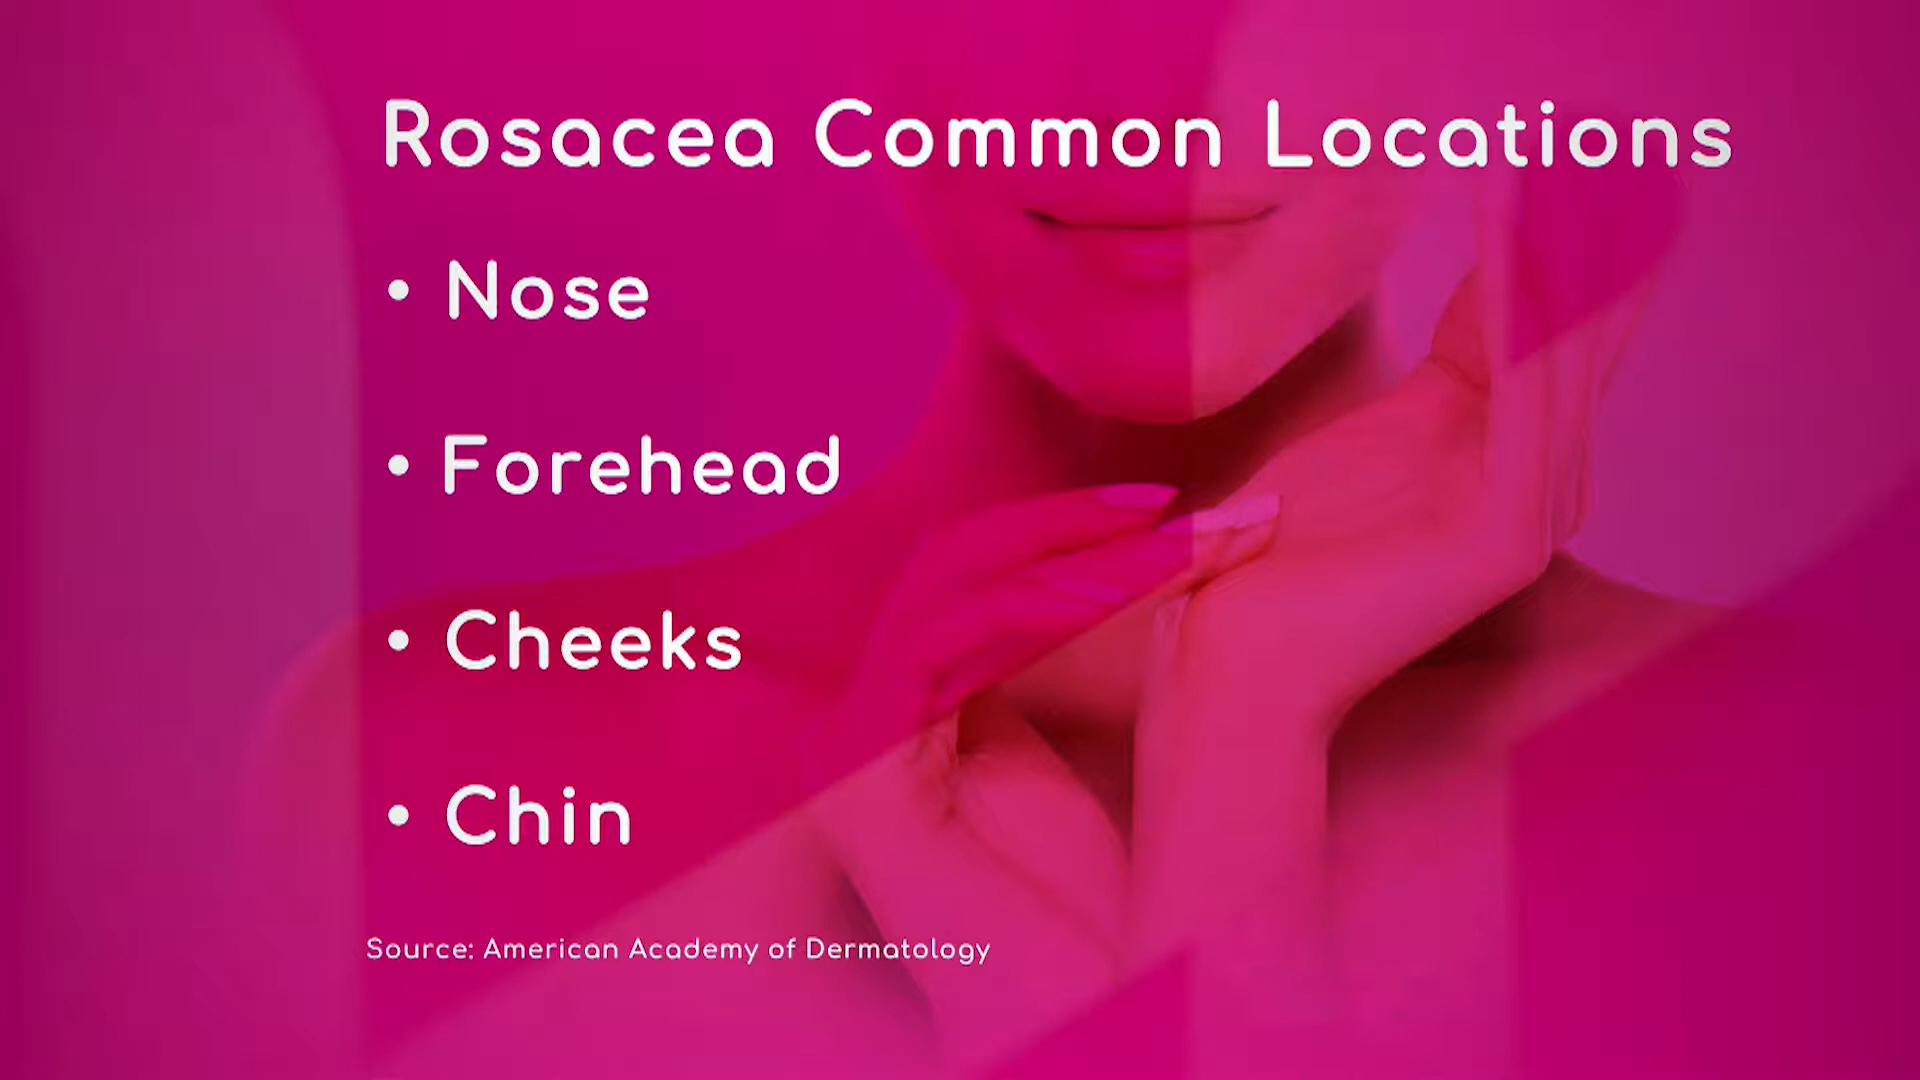 Rosacea Common Locations
• Nose
• Forehead
• Cheeks
• Chin
Source: American Academy of Dermatology